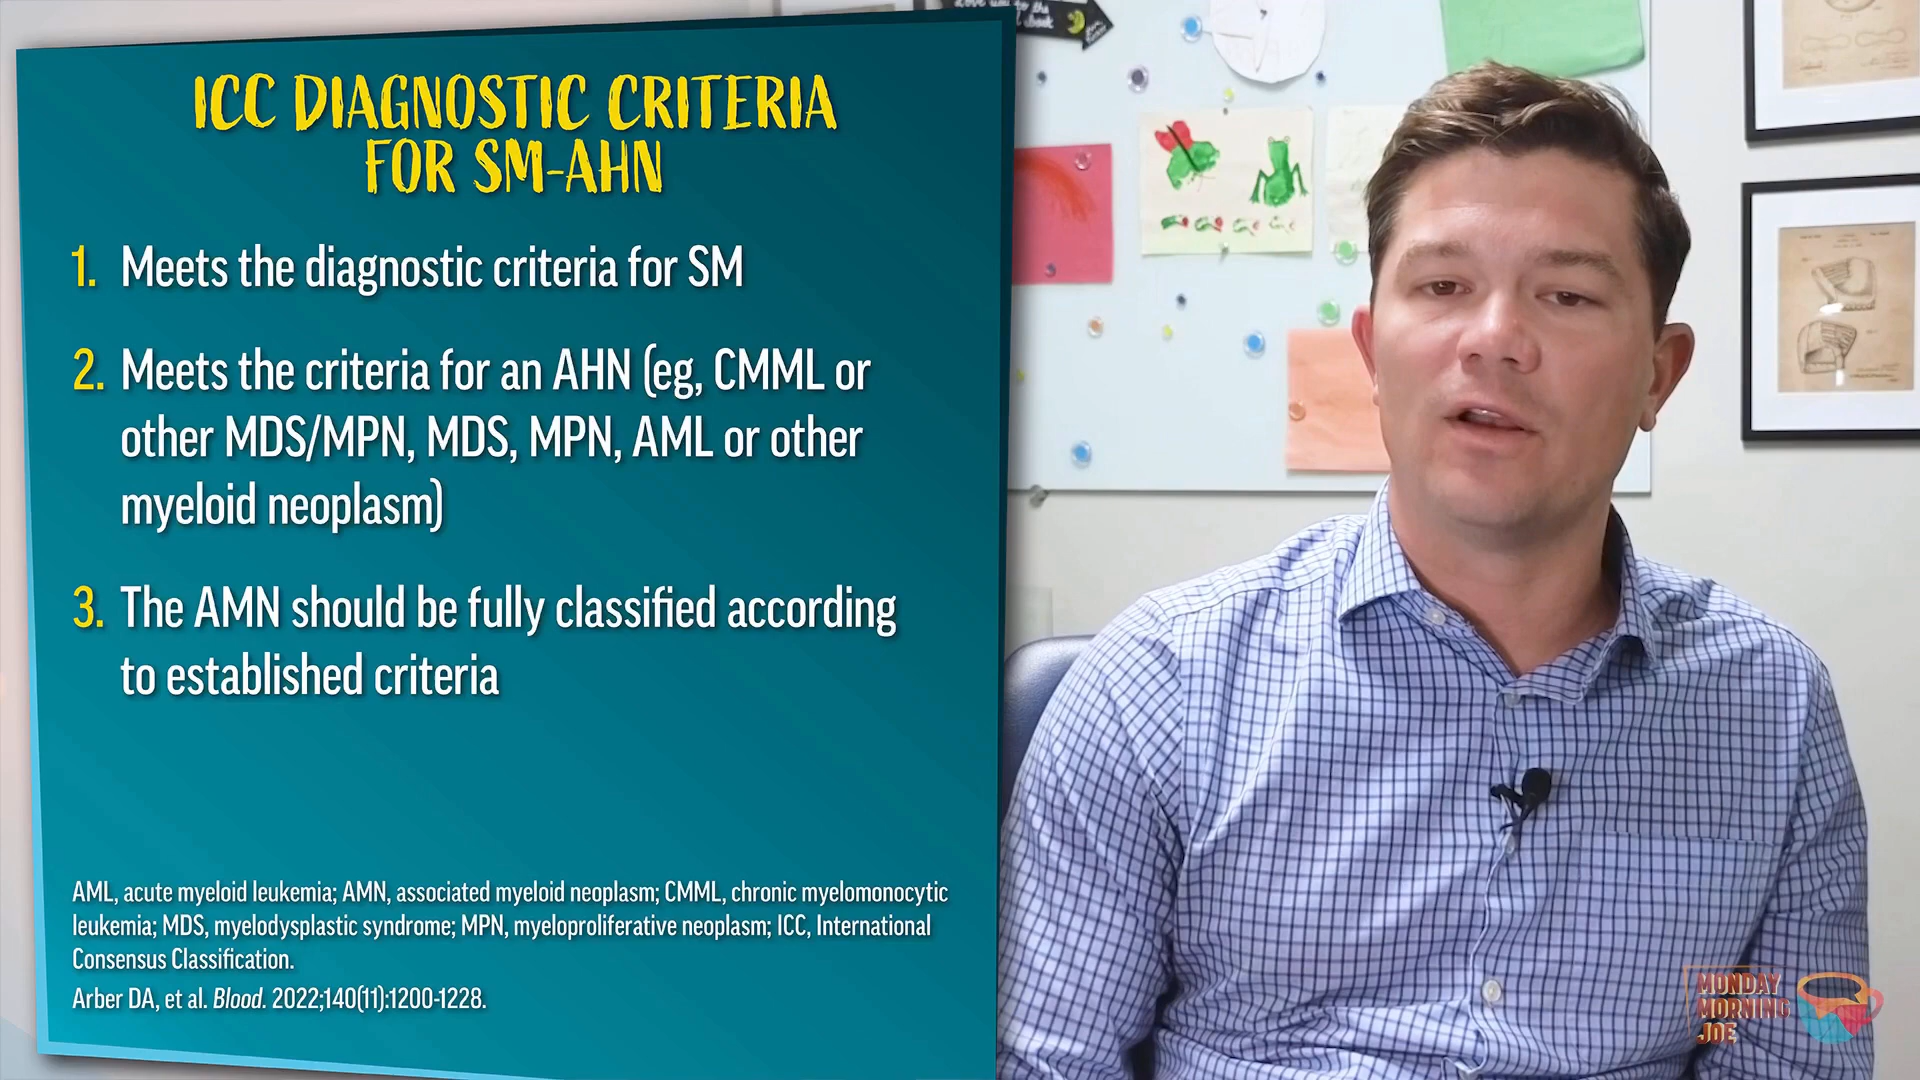 ICC DIAGNOSTIC CRITERIA
FOR SM-AHN
1. Meets the diagnostic criteria for SM
2. Meets the criteria for an AHN (eg, CMML or
other MDS/MPN, MDS, MPN, AML or other
myeloid neoplasm)
3. The AMN should be fully classified according
to established criteria
AML, acute myeloid leukemia; AMN, associated myeloid neoplasm; CMML, chronic myelomonocytic
leukemia; MDS, myelodysplastic syndrome; MPN, myeloproliferative neoplasm; ICC, International
Consensus Classification.
Arber DA, et al. Blood. 2022;140(11):1200-1228.
MONDAY
MORNING
JOE